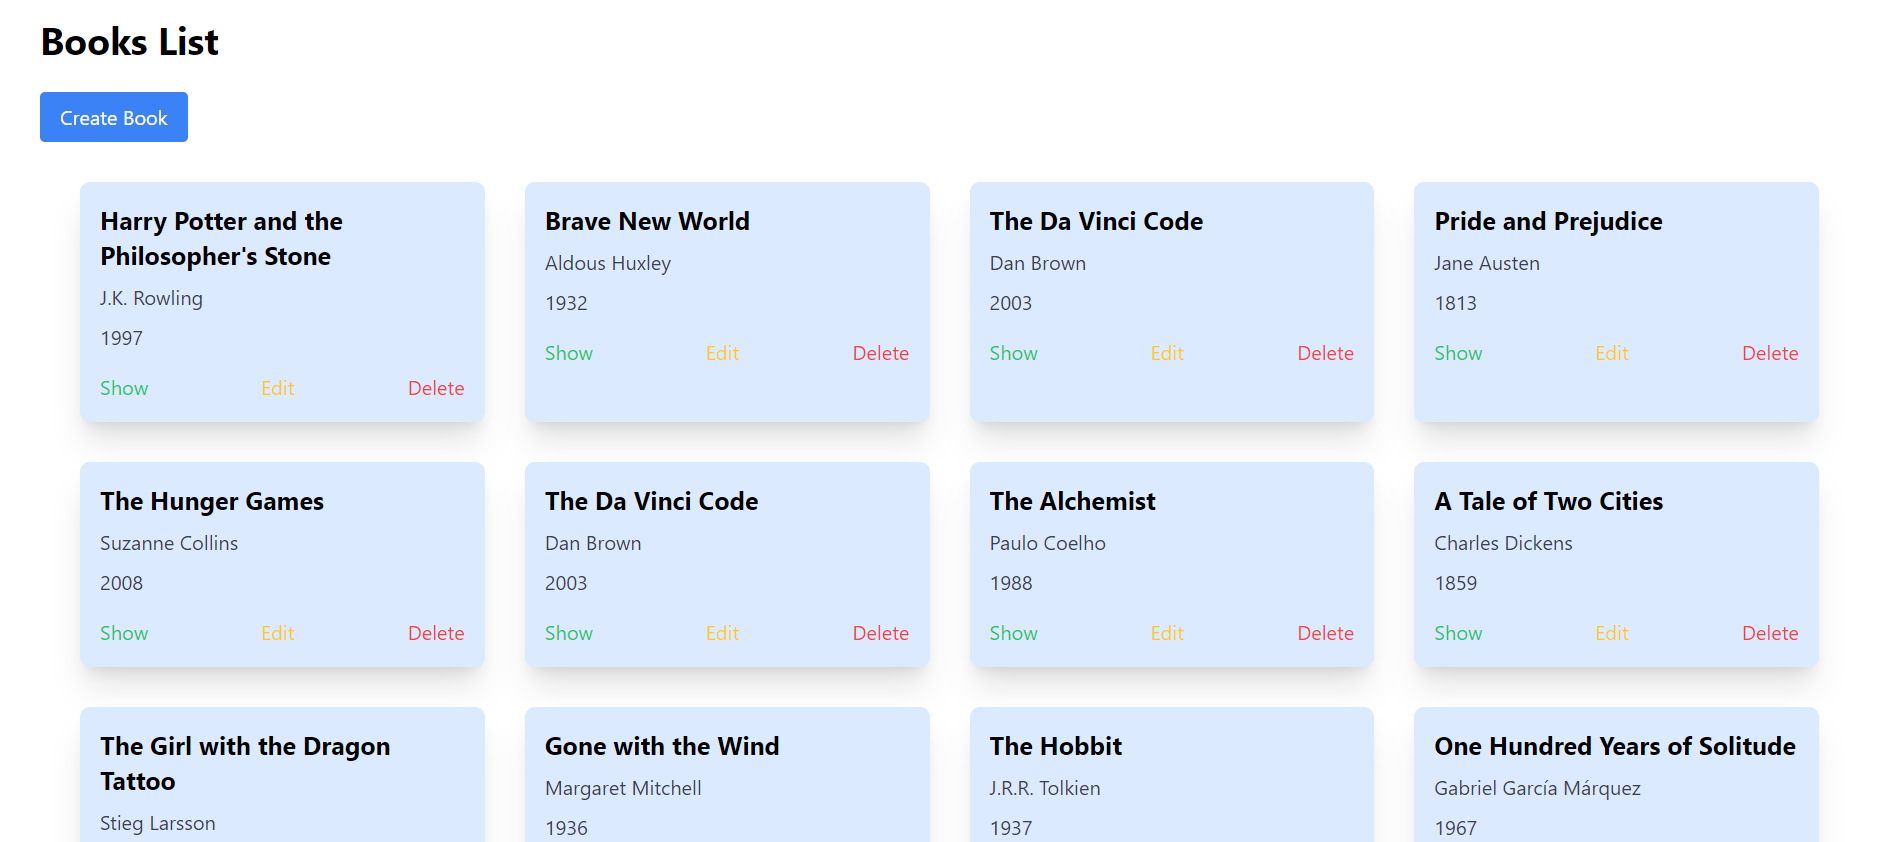 Books List
Create Book
Harry Potter and the
Philosopher's Stone
J.K. Rowling
1997
Show Edit Delete
Brave New World
Aldous Huxley
1932
Show Edit Delete
The Da Vinci Code
Dan Brown
2003
Show Edit Delete
Pride and Prejudice
Jane Austen
1813
Show Edit Delete
The Hunger Games
Suzanne Collins
2008
Show Edit Delete
The Da Vinci Code
Dan Brown
2003
Show Edit Delete
The Alchemist
Paulo Coelho
1988
Show Edit Delete
A Tale of Two Cities
Charles Dickens
1859
Show Edit Delete
The Girl with the Dragon
Tattoo
Stieg Larsson
Gone with the Wind
Margaret Mitchell
1936
The Hobbit
J.R.R. Tolkien
1937
One Hundred Years of Solitude
Gabriel García Márquez
1967